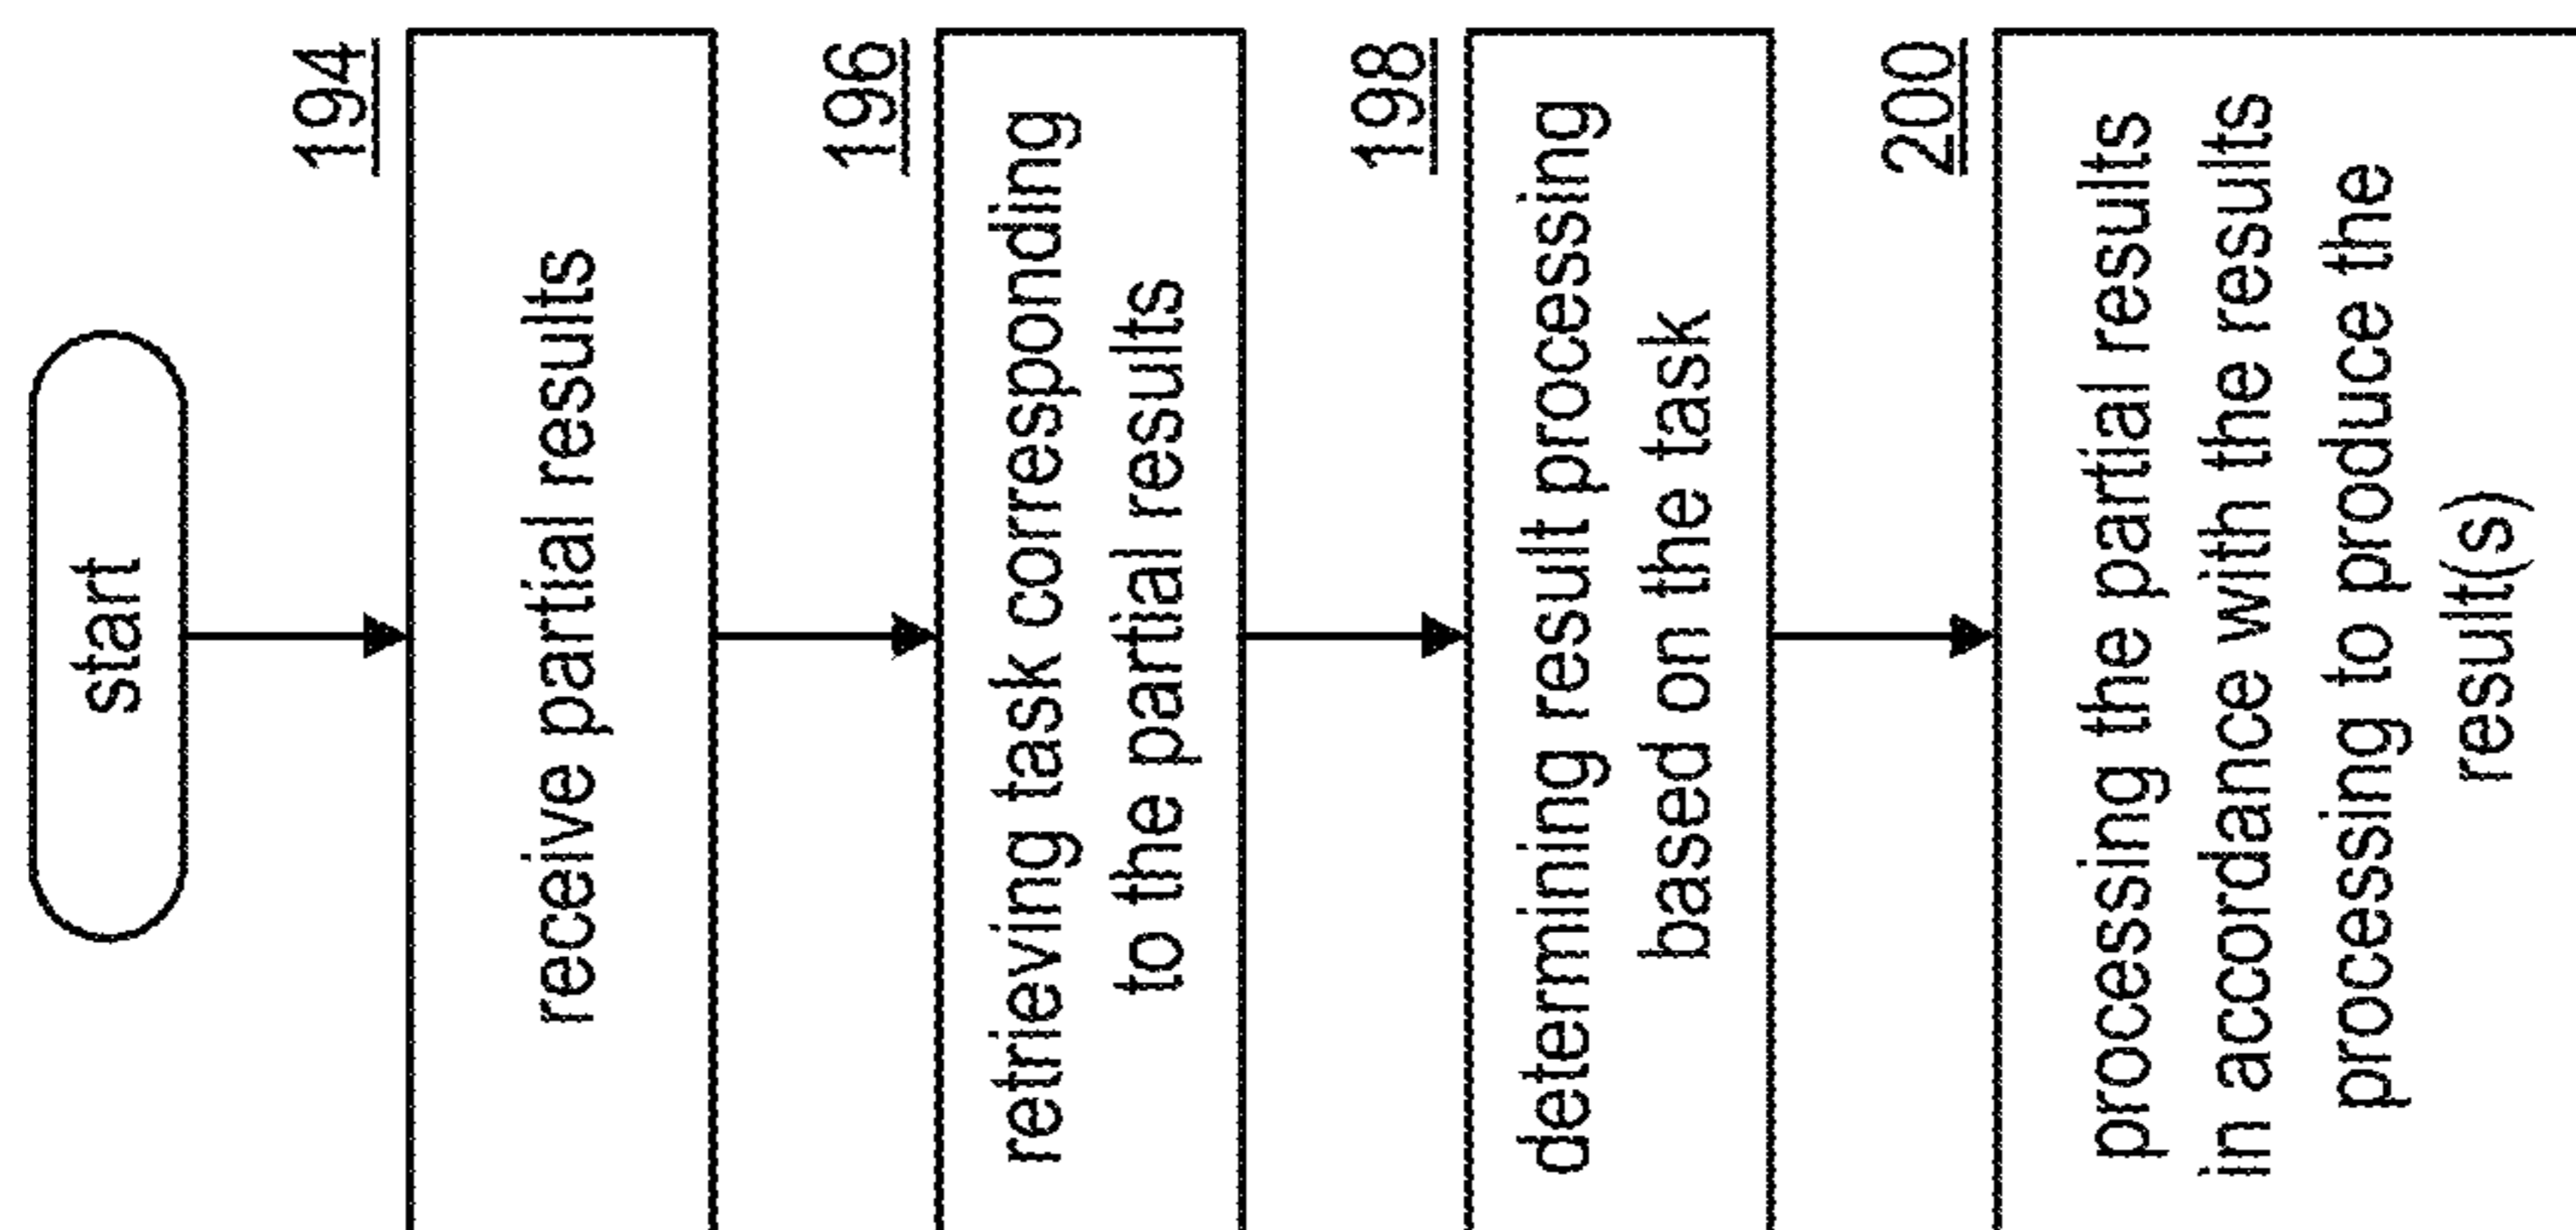 start
194
receive partial results
196
retrieving task corresponding
to the partial results
198
determining result processing
based on the task
200
processing the partial results
in accordance with the results
processing to produce the
result(s)